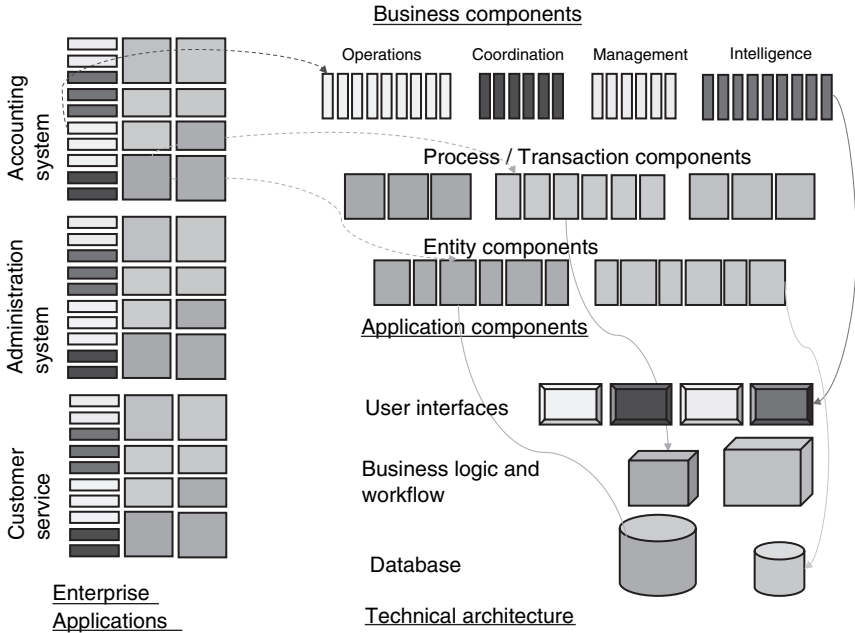 Business components
Operations
Coordination
Management
Intelligence
Accounting
system
Process / Transaction components
Administration
system
Entity components
Application components
User interfaces
Customer
service
Business logic and
workflow
Database
Enterprise
Applications
Technical architecture